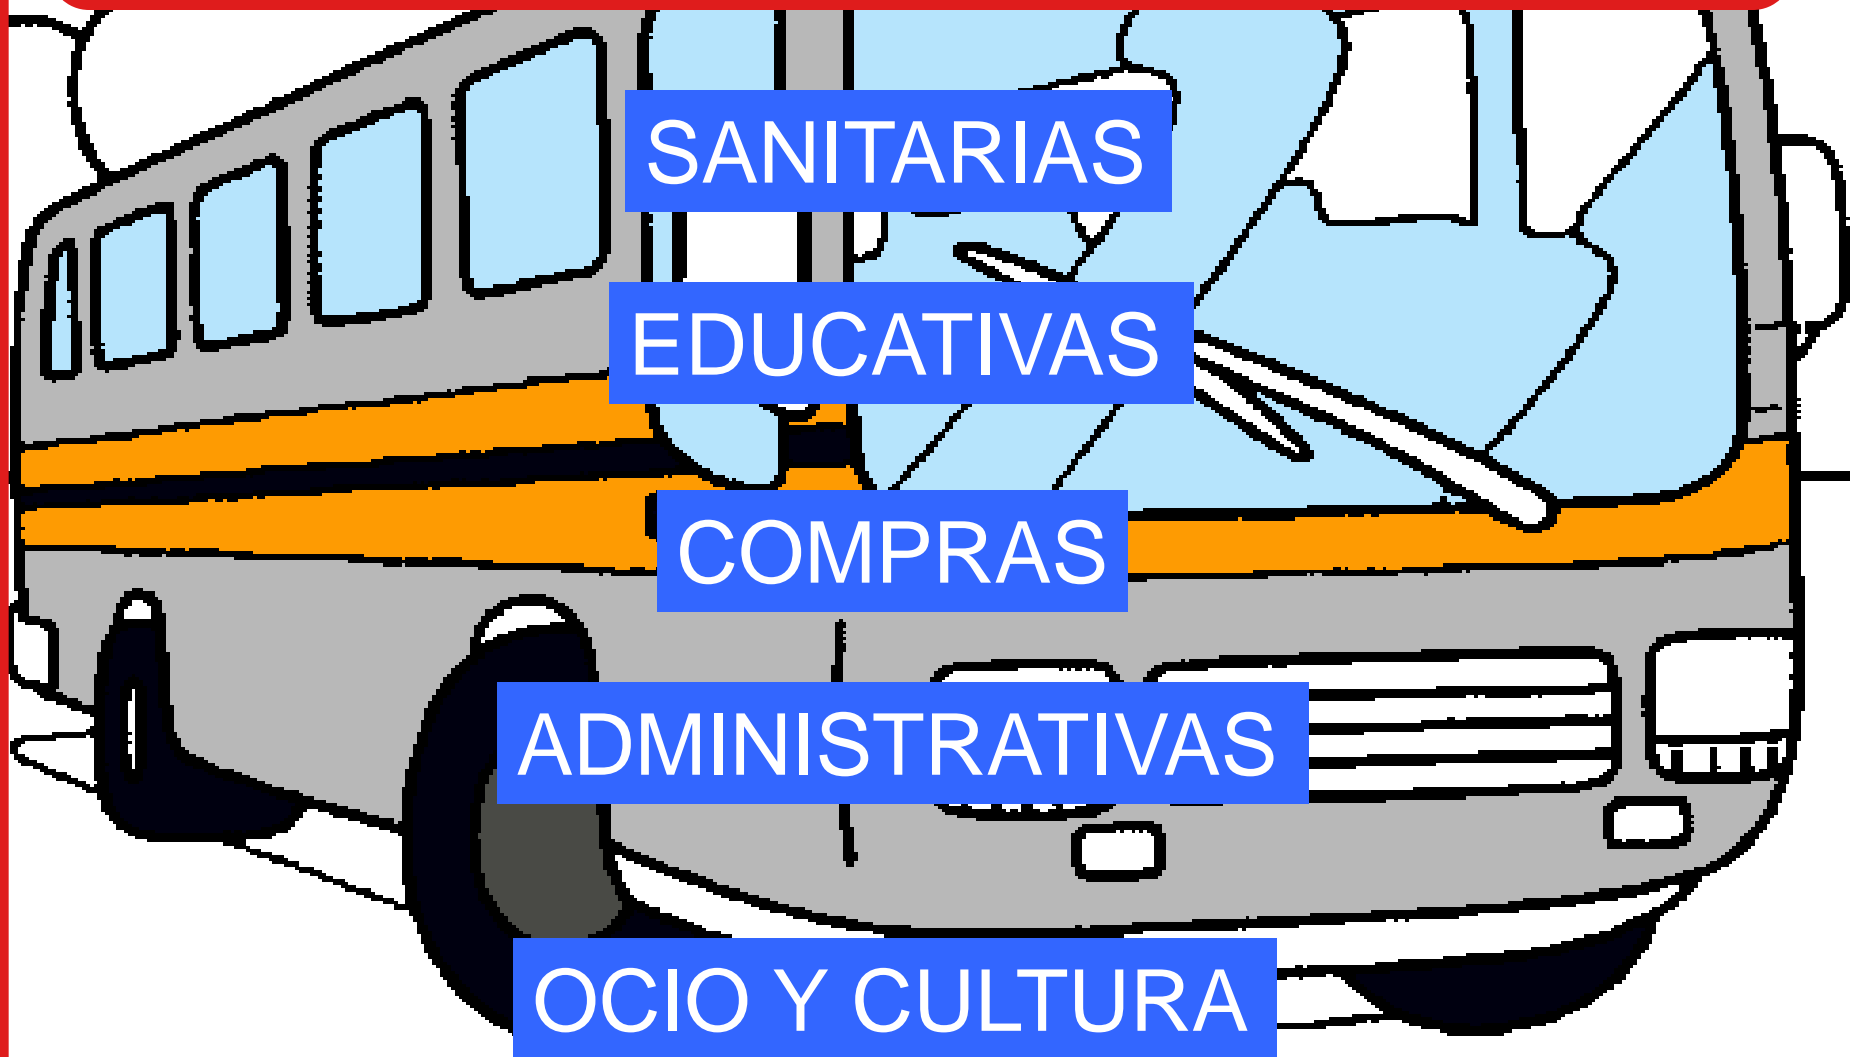 SANITARIAS
EDUCATIVAS
COMPRAS
ADMINISTRATIVAS
OCIO Y CULTURA